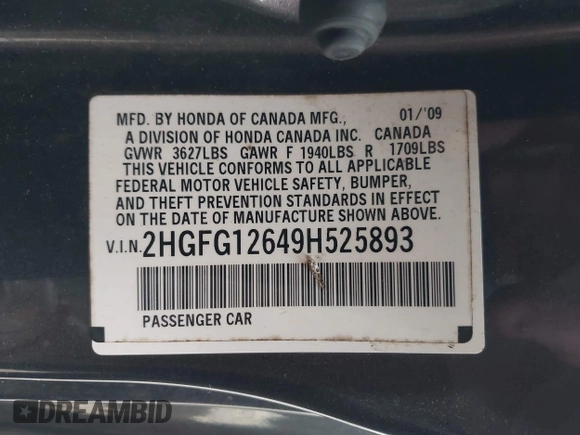 MFD. BY HONDA OF CANADA MFG., 01/'09
A DIVISION OF HONDA CANADA INC. CANADA
GVWR 3627LBS GAWR F 1940LBS R 1709LBS
THIS VEHICLE CONFORMS TO ALL APPLICABLE
FEDERAL MOTOR VEHICLE SAFETY, BUMPER,
AND THEFT PREVENTION STANDARDS IN EFFECT
ON THE DATE OF MANUFACTURE SHOWN ABOVE.
V.I.N. 2HGFG12649H525893
PASSENGER CAR
DREAMBID